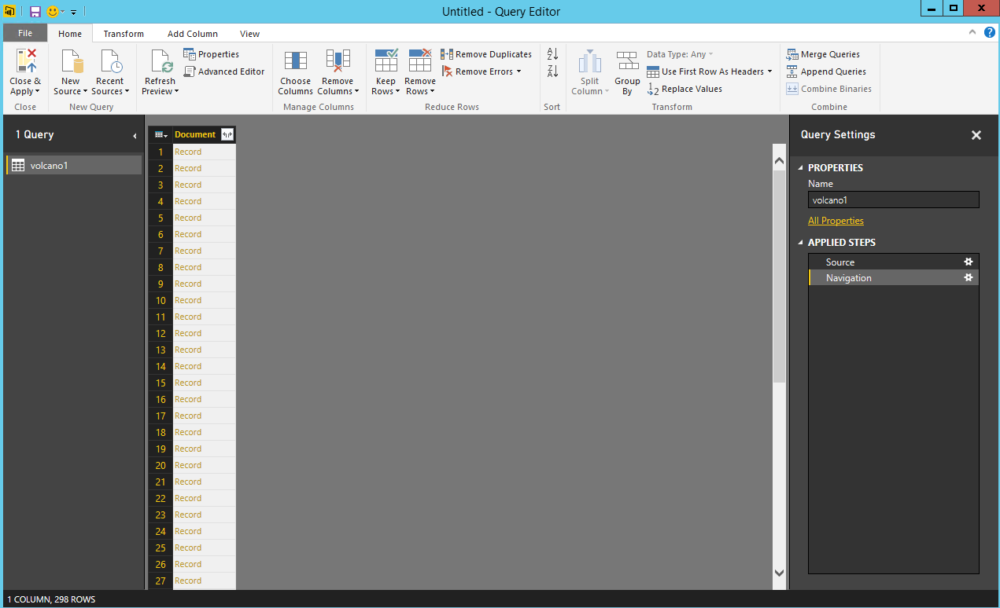 Untitled - Query Editor
File Home Transform Add Column View
Close & Apply
New Source
Recent Sources
Refresh Preview
Properties
Advanced Editor
Choose Columns
Remove Columns
Keep Rows
Remove Rows
Remove Duplicates
Remove Errors
Split Column
Group By
Data Type: Any
Use First Row As Headers
Replace Values
Merge Queries
Append Queries
Combine Binaries
Close
New Query
Manage Columns
Reduce Rows
Sort
Transform
Combine
1 Query
volcano1
Document
1 Record
2 Record
3 Record
4 Record
5 Record
6 Record
7 Record
8 Record
9 Record
10 Record
11 Record
12 Record
13 Record
14 Record
15 Record
16 Record
17 Record
18 Record
19 Record
20 Record
21 Record
22 Record
23 Record
24 Record
25 Record
26 Record
27 Record
Query Settings
PROPERTIES
Name
volcano1
All Properties
APPLIED STEPS
Source
Navigation
1 COLUMN, 298 ROWS